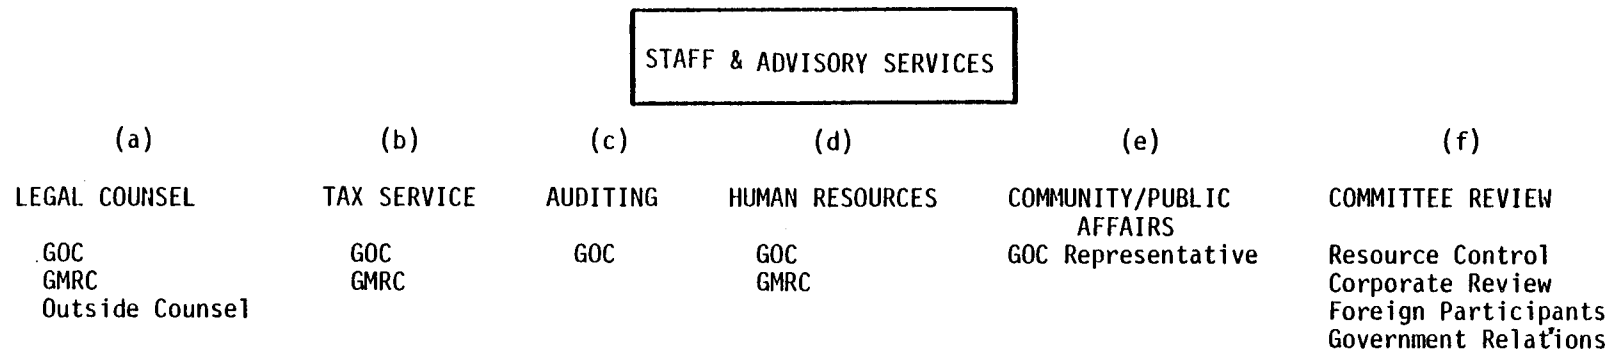 STAFF & ADVISORY SERVICES
(a) (b) (c) (d) (e) (f)
LEGAL COUNSEL TAX SERVICE AUDITING HUMAN RESOURCES COMMUNITY/PUBLIC COMMITTEE REVIEW
AFFAIRS
GOC GOC GOC GOC GOC Representative Resource Control
GMRC GMRC GMRC Corporate Review
Outside Counsel Foreign Participants
Government Relations